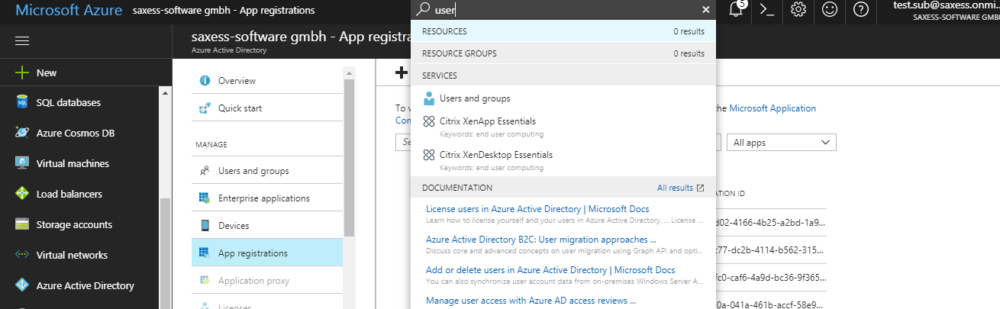 Microsoft Azure saxess-software gmbh - App registrations
user
5
test.sub@saxess.onmi...
SAXESS-SOFTWARE GMB
New
SQL databases
Azure Cosmos DB
Virtual machines
Load balancers
Storage accounts
Virtual networks
Azure Active Directory
saxess-software gmbh - App registra
Azure Active Directory
Overview
Quick start
MANAGE
Users and groups
Enterprise applications
Devices
App registrations
Application proxy
Licenses
RESOURCES 0 results
RESOURCE GROUPS 0 results
SERVICES
Users and groups
Citrix XenApp Essentials
Keywords: end user computing
Citrix XenDesktop Essentials
Keywords: end user computing
DOCUMENTATION All results
License users in Azure Active Directory | Microsoft Docs
Learn how to license yourself and your users in Azure Active Directory. ... License ...
Azure Active Directory B2C: User migration approaches ...
Discuss core and advanced concepts on user migration using Graph API and opti...
Add or delete users in Azure Active Directory | Microsoft Docs
You can also synchronize user account data from on-premises Windows Server A...
Manage user access with Azure AD access reviews ...
To v
Con
Se
he Microsoft Application
All apps
ATION ID
d02-4166-4b25-a2bd-1a9...
c77-dc2b-4114-b562-315...
fc0-caf6-4a9d-bc36-9f365...
0a-041a-461b-accf-58e9...